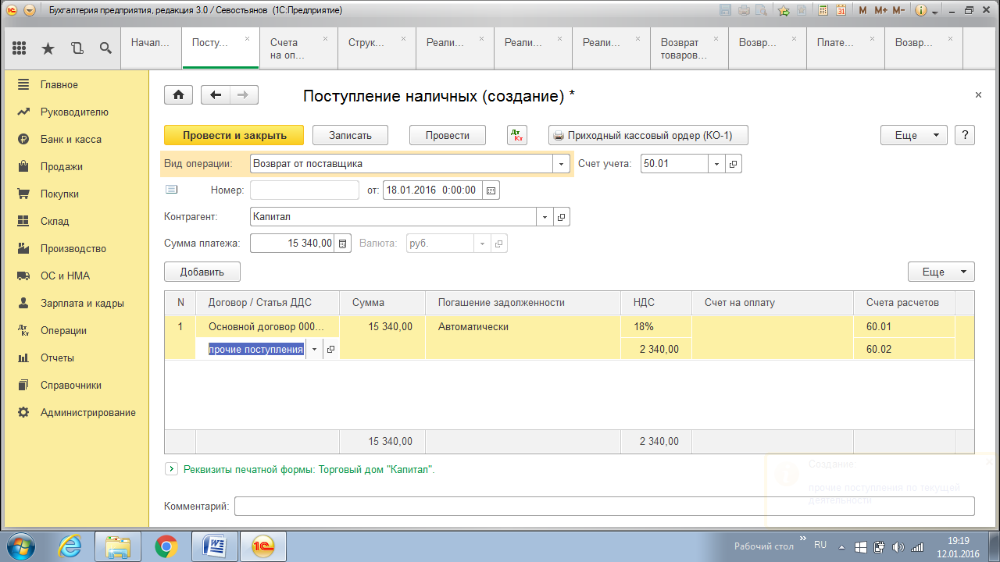 Бухгалтерия предприятия, редакция 3.0 / Севостьянов (1С:Предприятие)
M M+ M-
Начал...
Посту...
Счета на оп...
Струк...
Реали...
Реали...
Реали...
Возврат товаров...
Возвр...
Плате...
Возвр...
Главное
Руководителю
Банк и касса
Продажи
Покупки
Склад
Производство
ОС и НМА
Зарплата и кадры
Операции
Отчеты
Справочники
Администрирование
Поступление наличных (создание) *
Провести и закрыть Записать Провести Дт Кт Приходный кассовый ордер (КО-1) Еще ?
Вид операции: Возврат от поставщика Счет учета: 50.01
Номер: от: 18.01.2016 0:00:00
Контрагент: Капитал
Сумма платежа: 15 340,00 Валюта: руб.
Добавить Еще
N Договор / Статья ДДС Сумма Погашение задолженности НДС Счет на оплату Счета расчетов
1 Основной договор 000... 15 340,00 Автоматически 18% 60.01
прочие поступления 2 340,00 60.02
15 340,00 2 340,00
Реквизиты печатной формы: Торговый дом "Капитал".
Создание
прочие поступления по текущей
деятельности
Комментарий:
Рабочий стол » RU 19:19
12.01.2016